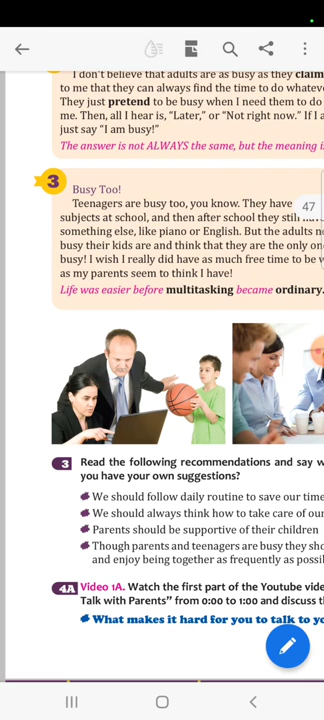 I don't believe that adults are as busy as they claim
to me that they can always find the time to do
They just pretend to be busy when I need them to do
me. Then, all I hear is, "Later," or "Not right now." If I
just say "I am busy!"
The answer is not ALWAYS the same, but the meaning
3
Busy Too!
Teenagers are busy too, you know. They have
47
subjects at school, and then after school they still
something else, like piano or English. But the adults
busy their kids are and think that they are the only
busy! I wish I really did have as much free time to be
as my parents seem to think I have!
Life was easier before multitasking became ordinary.
3 Read the following recommendations and say
you have your own suggestions?
We should follow daily routine to save our time
We should always think how to take care of
Parents should be supportive of their children
Though parents and teenagers are busy they
and enjoy being together as frequently as
4A Video 1A. Watch the first part of the Youtube
Talk with Parents" from 0:00 to 1:00 and discuss
What makes it hard for you to talk to